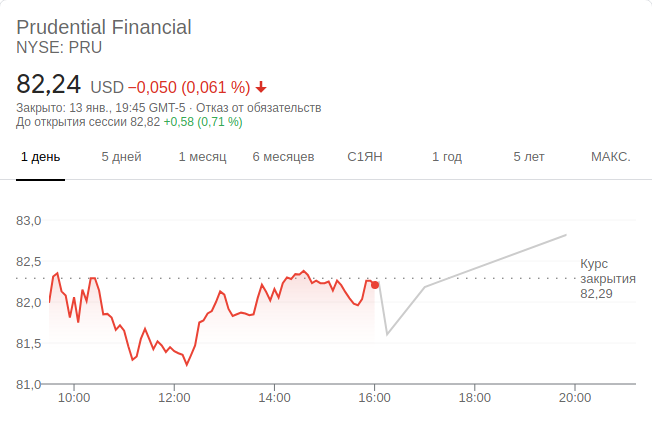 Prudential Financial
NYSE: PRU
82,24 USD −0,050 (0,061 %)
Закрыто: 13 янв., 19:45 GMT-5 · Отказ от обязательств
До открытия сессии 82,82 +0,58 (0,71 %)
1 день 5 дней 1 месяц 6 месяцев С1ЯН 1 год 5 лет МАКС.
83,0
82,5
Курс
закрытия
82,29
82,0
81,5
81,0
10:00 12:00 14:00 16:00 18:00 20:00